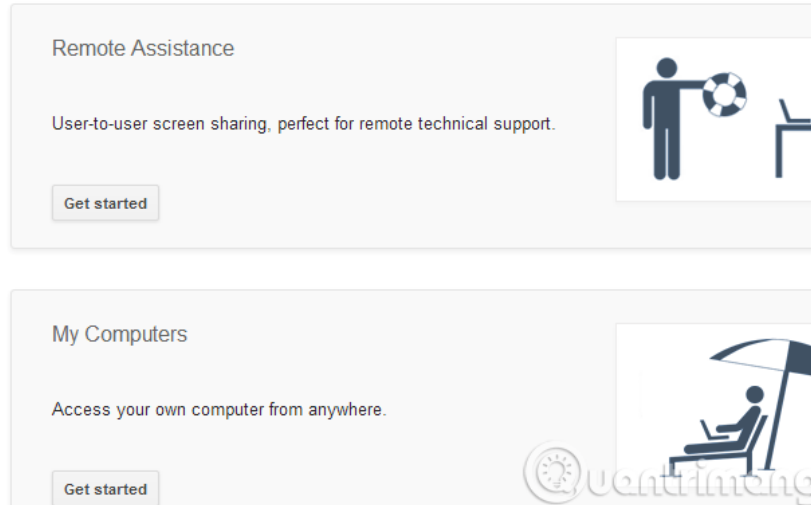 Remote Assistance
User-to-user screen sharing, perfect for remote technical support.
Get started
My Computers
Access your own computer from anywhere.
Get started
Quantrimang